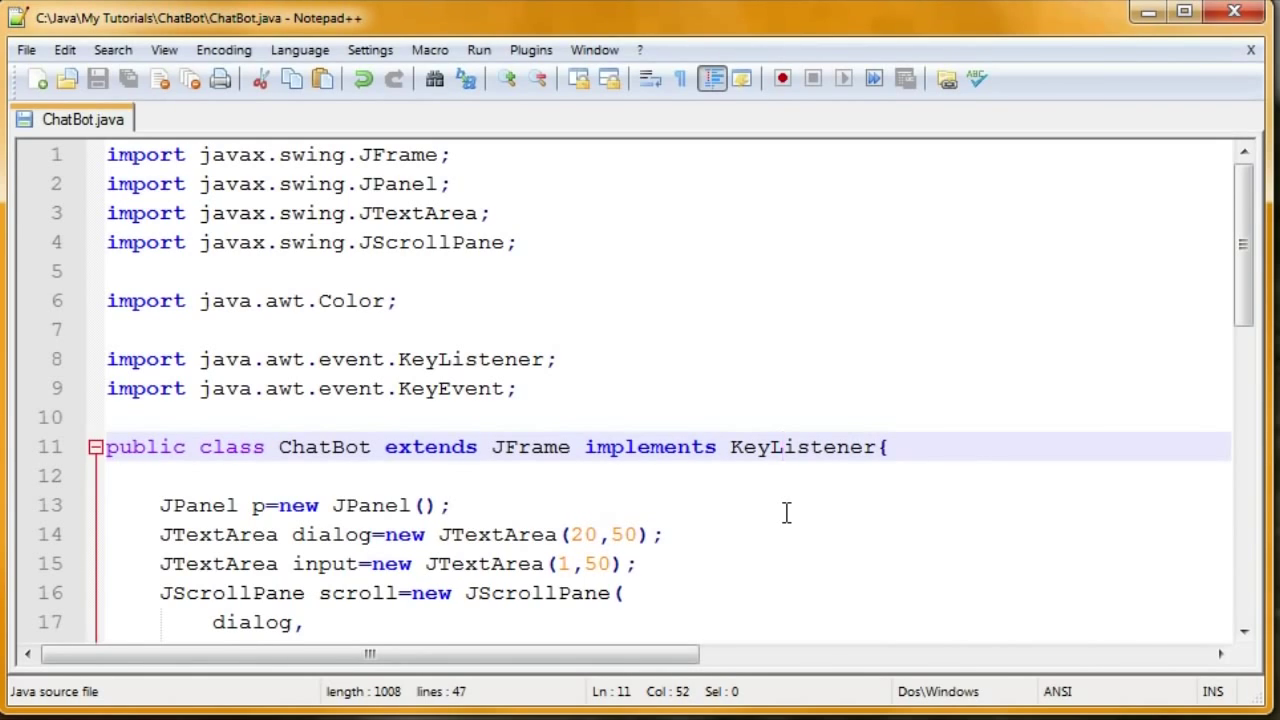 C:\Java\My Tutorials\ChatBot\ChatBot.java - Notepad++
File Edit Search View Encoding Language Settings Macro Run Plugins Window ? X
ABC
ChatBot.java
1 import javax.swing.JFrame;
2 import javax.swing.JPanel;
3 import javax.swing.JTextArea;
4 import javax.swing.JScrollPane;
5
6 import java.awt.Color;
7
8 import java.awt.event.KeyListener;
9 import java.awt.event.KeyEvent;
10
11 public class ChatBot extends JFrame implements KeyListener{
12
13 JPanel p=new JPanel();
14 JTextArea dialog=new JTextArea(20,50);
15 JTextArea input=new JTextArea(1,50);
16 JScrollPane scroll=new JScrollPane(
17 dialog,
Java source file length : 1008 lines : 47 Ln : 11 Col : 52 Sel : 0 Dos\Windows ANSI INS